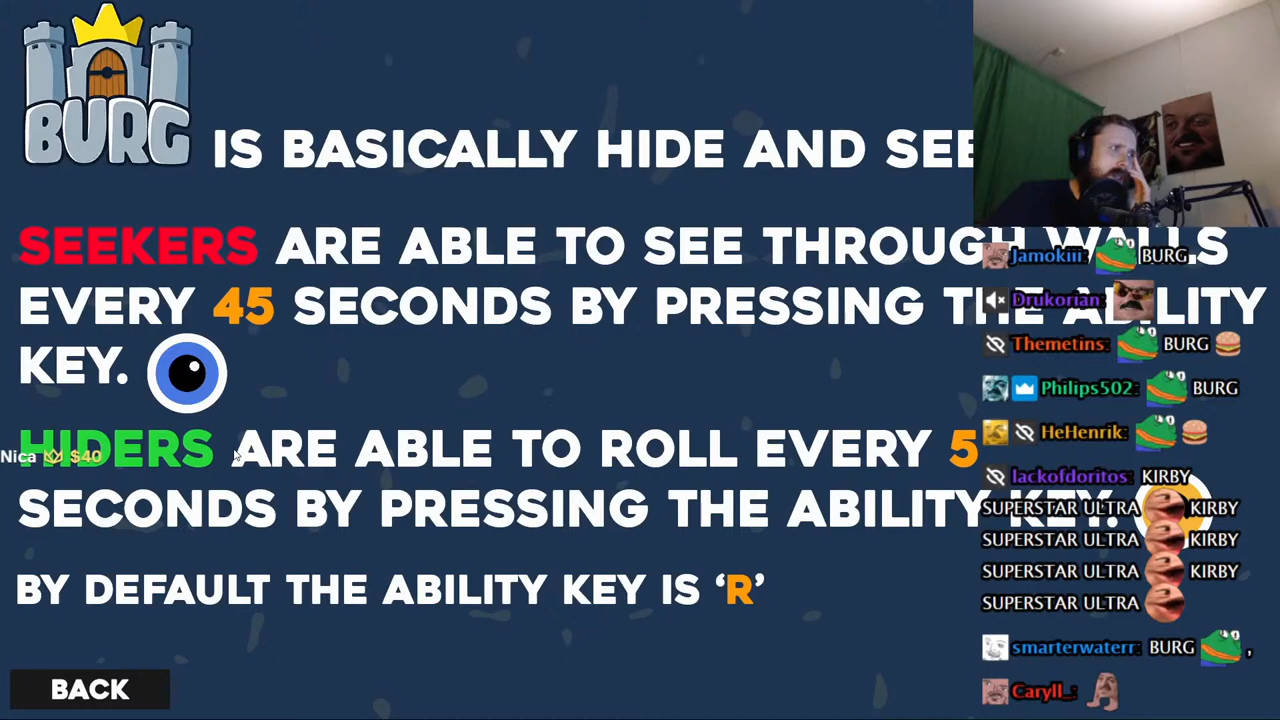 BURG
IS BASICALLY HIDE AND SEE
SEEKERS ARE ABLE TO SEE THROUGH WALLS
EVERY 45 SECONDS BY PRESSING THE ABILITY
KEY.
HIDERS ARE ABLE TO ROLL EVERY 5
Nica $40
SECONDS BY PRESSING THE ABILITY KEY.
BY DEFAULT THE ABILITY KEY IS ‘R’
BACK
Jamokiii: BURG
Drukorian:
Themetins: BURG
Philips502: BURG
HeHenrik:
lackofdoritos: KIRBY
SUPERSTAR ULTRA KIRBY
SUPERSTAR ULTRA KIRBY
SUPERSTAR ULTRA KIRBY
SUPERSTAR ULTRA
smarterwaterr: BURG ,
Caryll_: